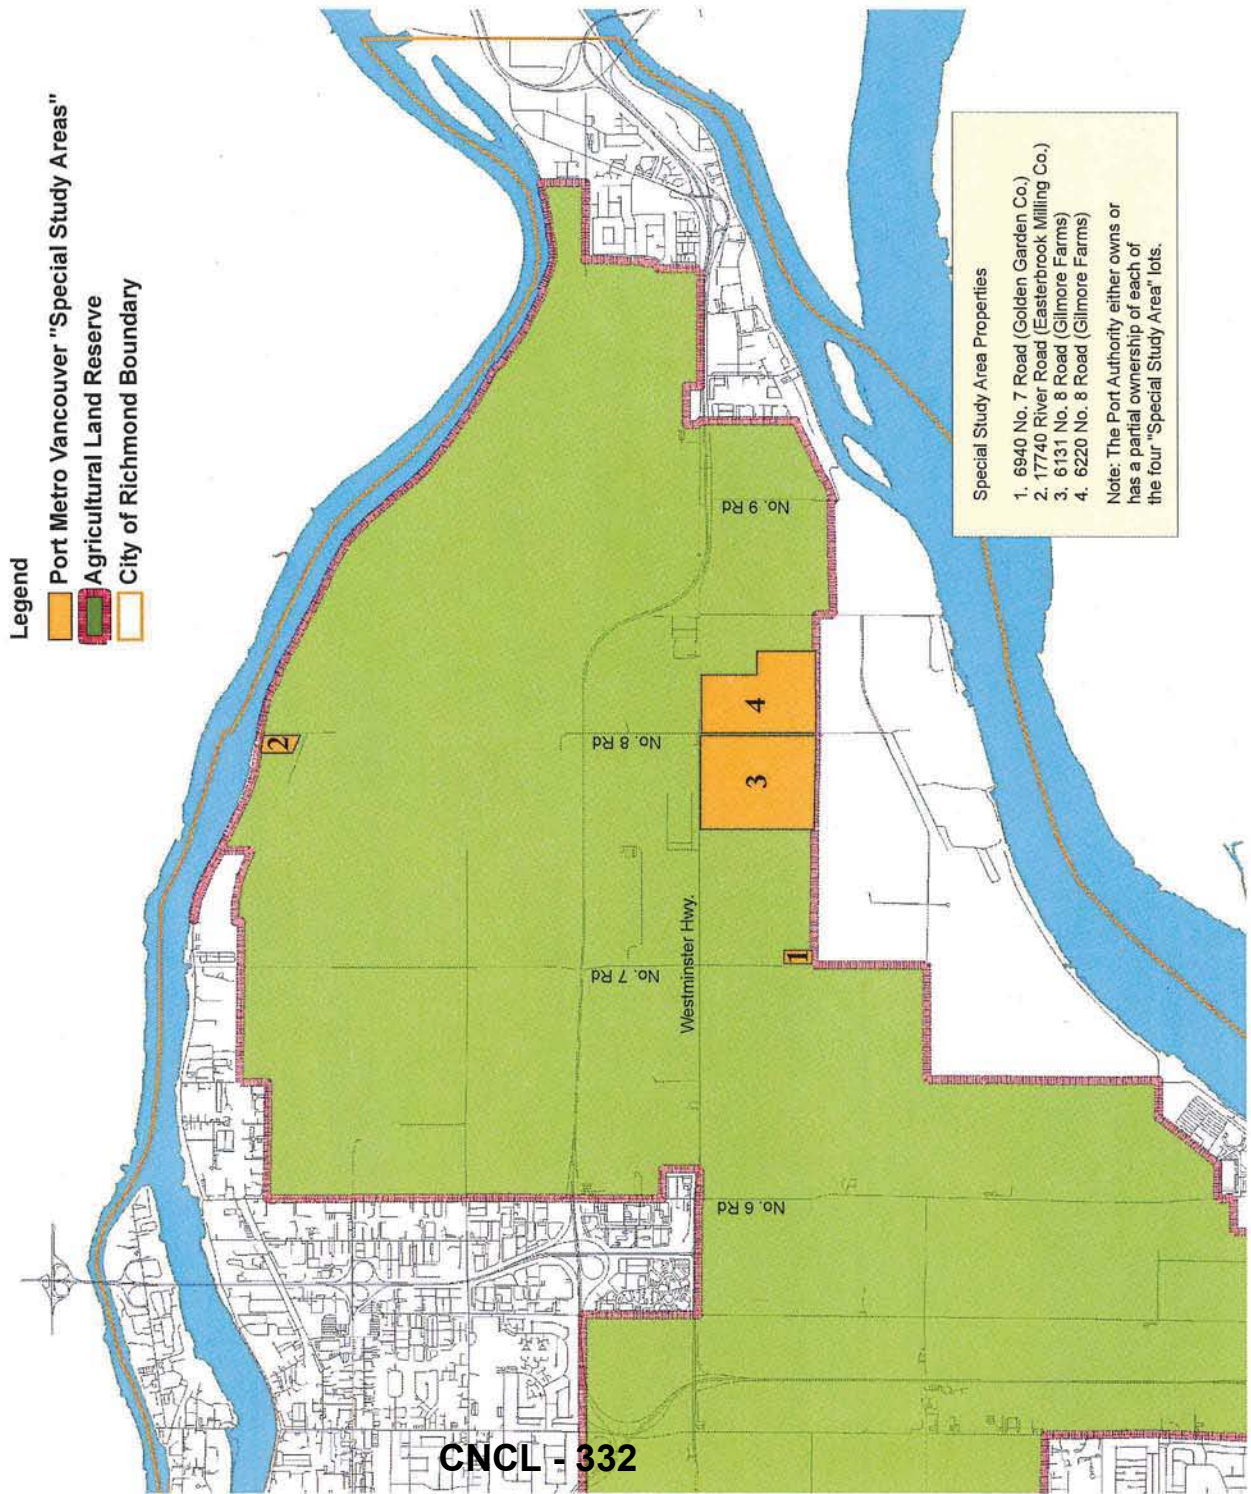 Legend
Port Metro Vancouver "Special Study Areas"
Agricultural Land Reserve
City of Richmond Boundary
2
No. 8 Rd
No. 7 Rd
Westminster Hwy.
No. 9 Rd
No. 6 Rd
3
4
1
Special Study Area Properties
1. 6940 No. 7 Road (Golden Garden Co.)
2. 17740 River Road (Easterbrook Milling Co.)
3. 6131 No. 8 Road (Gilmore Farms)
4. 6220 No. 8 Road (Gilmore Farms)
Note: The Port Authority either owns or
has a partial ownership of each of
the four "Special Study Area" lots.
CNCL - 332